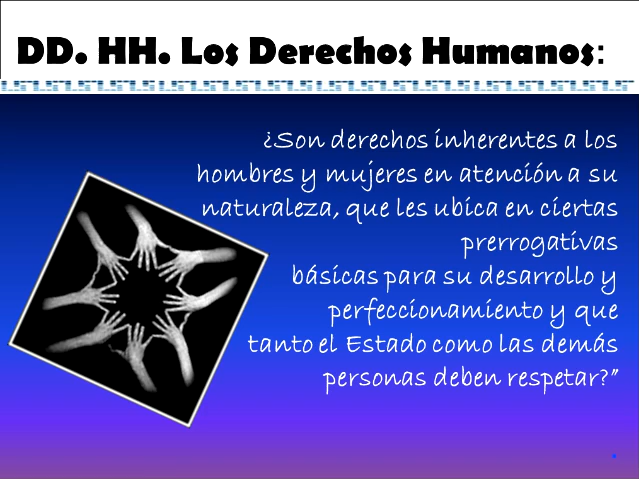 DD. HH. Los Derechos Humanos:
¿Son derechos inherentes a los
hombres y mujeres en atención a su
naturaleza, que les ubica en ciertas
prerrogativas
básicas para su desarrollo y
perfeccionamiento y que
tanto el Estado como las demás
personas deben respetar?”
.